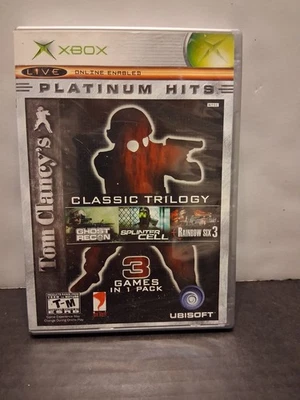 XBOX
LIVE ONLINE ENABLED
PLATINUM HITS
Tom Clancy's
CLASSIC TRILOGY
GHOST RECON
SPLINTER CELL
RAINBOW SIX 3
3
GAMES
IN 1 PACK
T-M
ESRB
UBISOFT